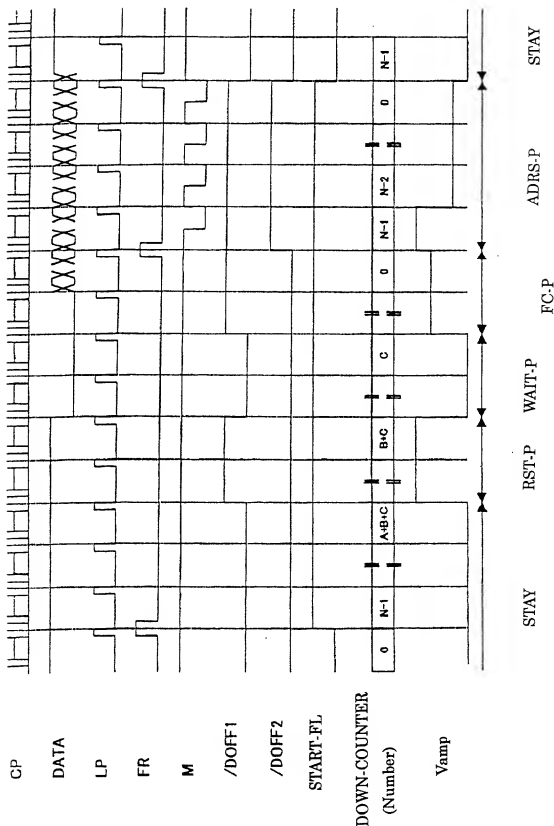 CP
DATA
LP
FR
M
/DOFF1
/DOFF2
START-FL
DOWN-COUNTER
(Number)
0 N-1 A+B+C B+C C 0 N-1 N-2 0 N-1
Vamp
STAY RST-P WAIT-P FC-P ADRS-P STAY